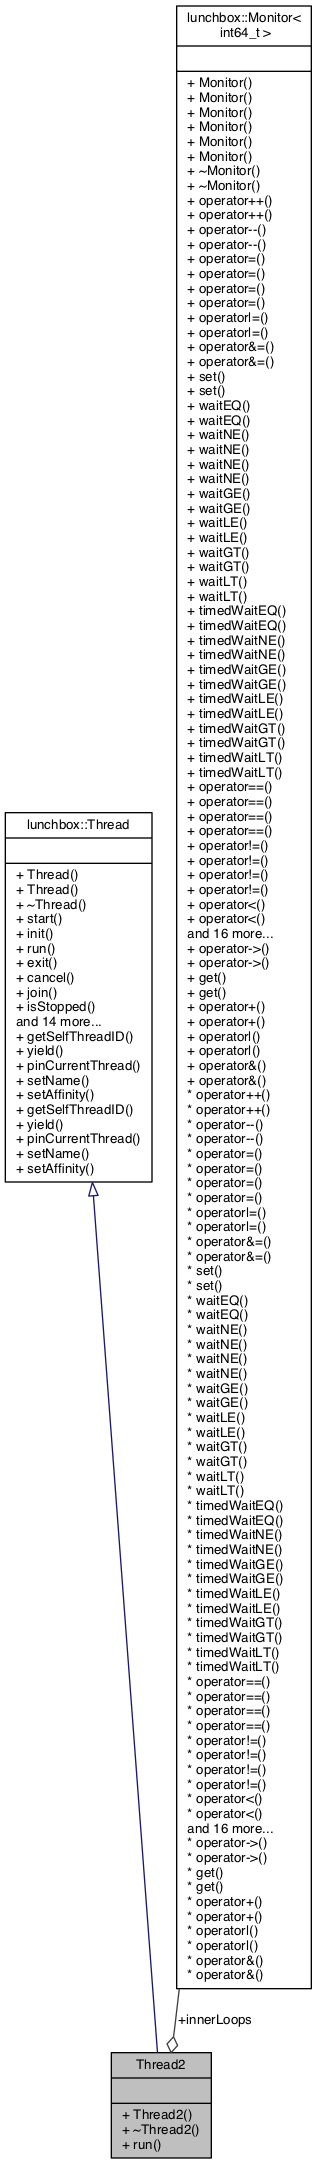 lunchbox::Monitor<
int64_t >
+ Monitor()
+ Monitor()
+ Monitor()
+ Monitor()
+ Monitor()
+ Monitor()
+ ~Monitor()
+ ~Monitor()
+ operator++()
+ operator++()
+ operator--()
+ operator--()
+ operator=()
+ operator=()
+ operator=()
+ operator=()
+ operator|=()
+ operator|=()
+ operator&=()
+ operator&=()
+ set()
+ set()
+ waitEQ()
+ waitEQ()
+ waitNE()
+ waitNE()
+ waitNE()
+ waitNE()
+ waitGE()
+ waitGE()
+ waitLE()
+ waitLE()
+ waitGT()
+ waitGT()
+ waitLT()
+ waitLT()
+ timedWaitEQ()
+ timedWaitEQ()
+ timedWaitNE()
+ timedWaitNE()
+ timedWaitGE()
+ timedWaitGE()
+ timedWaitLE()
+ timedWaitLE()
+ timedWaitGT()
+ timedWaitGT()
+ timedWaitLT()
+ timedWaitLT()
+ operator==()
+ operator==()
+ operator==()
+ operator==()
+ operator!=()
+ operator!=()
+ operator!=()
+ operator!=()
+ operator<()
+ operator<()
and 16 more...
+ operator->()
+ operator->()
+ get()
+ get()
+ operator+()
+ operator+()
+ operator|()
+ operator|()
+ operator&()
+ operator&()
* operator++()
* operator++()
* operator--()
* operator--()
* operator=()
* operator=()
* operator=()
* operator=()
* operator|=()
* operator|=()
* operator&=()
* operator&=()
* set()
* set()
* waitEQ()
* waitEQ()
* waitNE()
* waitNE()
* waitNE()
* waitNE()
* waitGE()
* waitGE()
* waitLE()
* waitLE()
* waitGT()
* waitGT()
* waitLT()
* waitLT()
* timedWaitEQ()
* timedWaitEQ()
* timedWaitNE()
* timedWaitNE()
* timedWaitGE()
* timedWaitGE()
* timedWaitLE()
* timedWaitLE()
* timedWaitGT()
* timedWaitGT()
* timedWaitLT()
* timedWaitLT()
* operator==()
* operator==()
* operator==()
* operator==()
* operator!=()
* operator!=()
* operator!=()
* operator!=()
* operator<()
* operator<()
and 16 more...
* operator->()
* operator->()
* get()
* get()
* operator+()
* operator+()
* operator|()
* operator|()
* operator&()
* operator&()
lunchbox::Thread
+ Thread()
+ Thread()
+ ~Thread()
+ start()
+ init()
+ run()
+ exit()
+ cancel()
+ join()
+ isStopped()
and 14 more...
+ getSelfThreadID()
+ yield()
+ pinCurrentThread()
+ setName()
+ setAffinity()
+ getSelfThreadID()
+ yield()
+ pinCurrentThread()
+ setName()
+ setAffinity()
+innerLoops
Thread2
+ Thread2()
+ ~Thread2()
+ run()